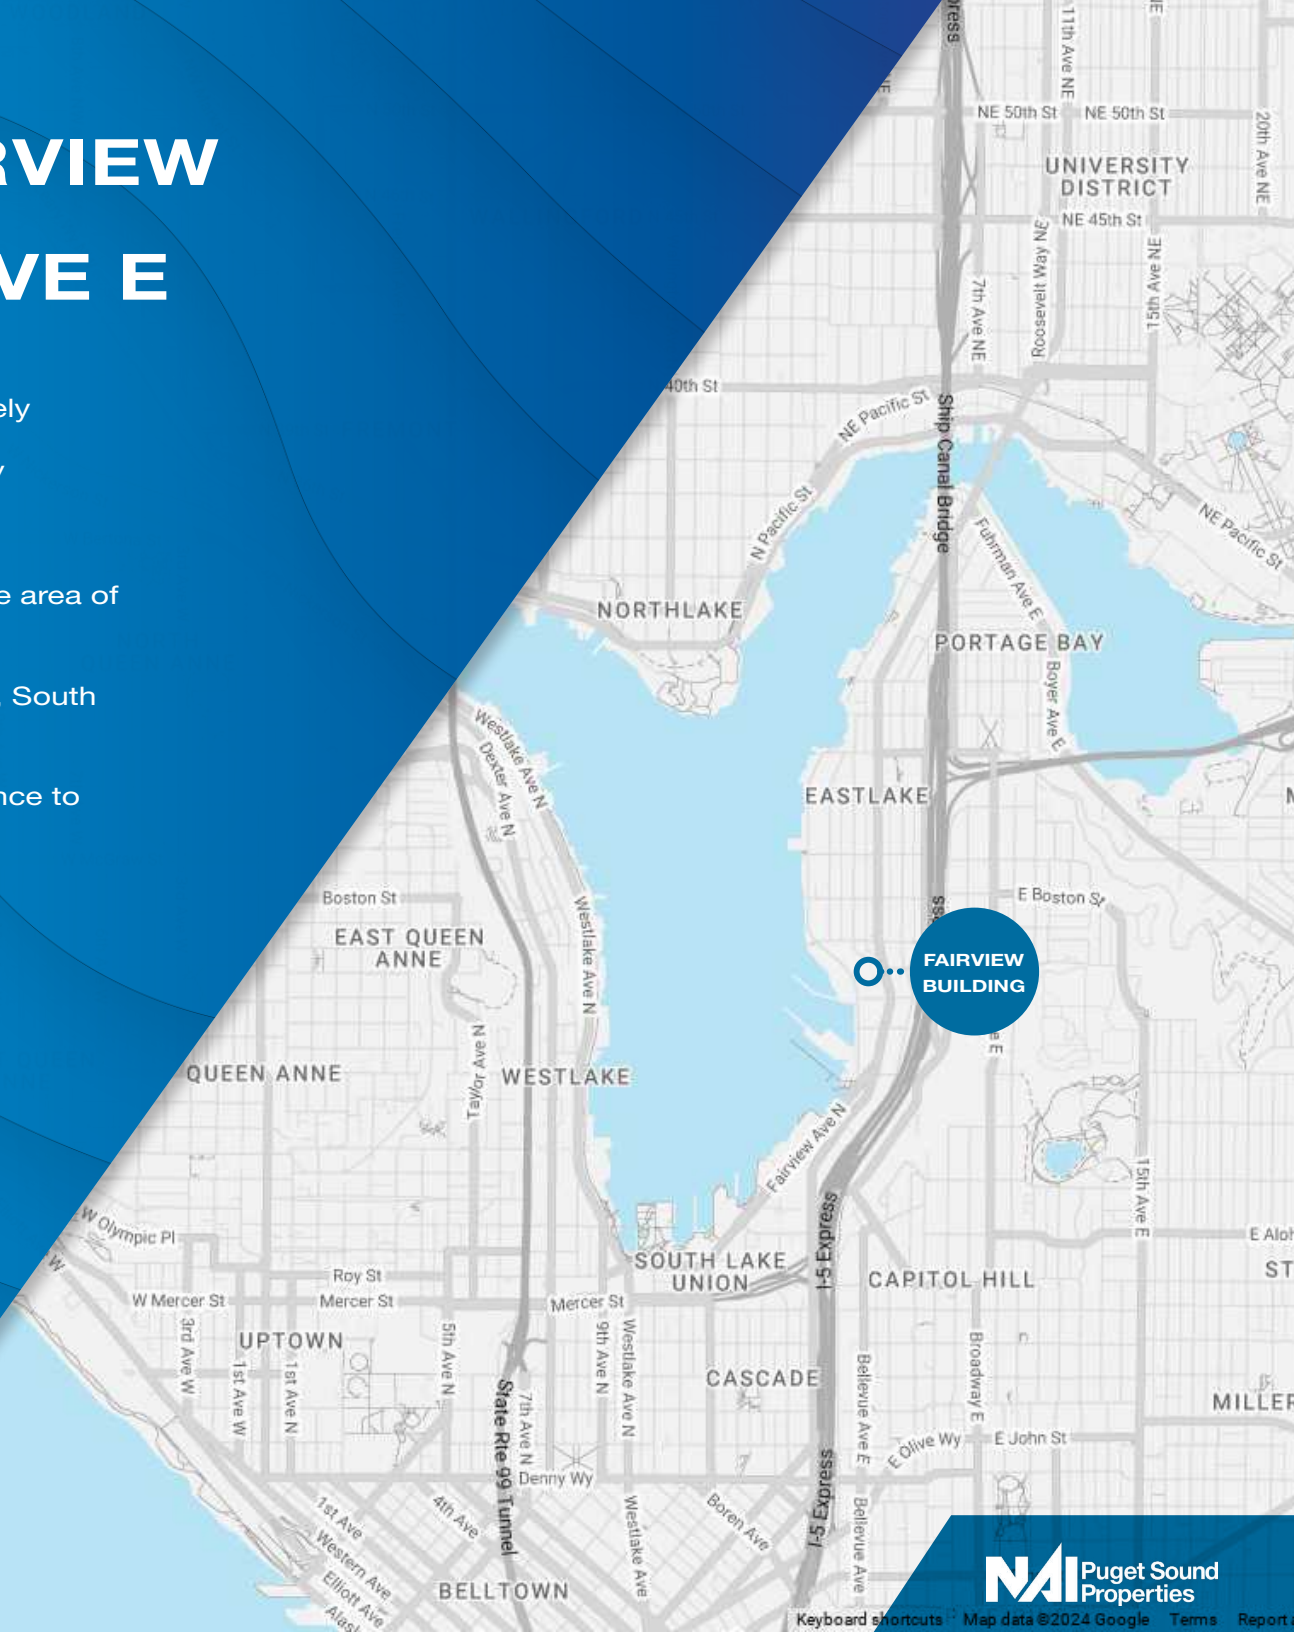 RVIEW
VE E
ely
y
e area of
South
nce to
ress
11th Ave NE
NE
NE 50th St
NE 50th St
20th Ave NE
UNIVERSITY
DISTRICT
NE 45th St
Roosevelt Way NE
15th Ave NE
7th Ave NE
40th St
NE Pacific St
Ship Canal Bridge
N Pacific St
NE Pacific St
Fuhrman Ave E
NORTHLAKE
PORTAGE BAY
Boyer Ave E
Westlake Ave N
Dexter Ave N
EASTLAKE
Boston St
E Boston St
EAST QUEEN
ANNE
Westlake Ave N
FAIRVIEW
BUILDING
QUEEN ANNE
Taylor Ave N
WESTLAKE
e E
Fairview Ave N
15th Ave E
W Olympic Pl
W
I-5 Express
E Aloh
SOUTH LAKE
UNION
CAPITOL HILL
ST
Roy St
W Mercer St
Mercer St
Mercer St
UPTOWN
3rd Ave W
1st Ave W
1st Ave N
5th Ave N
9th Ave N
Westlake Ave N
CASCADE
Bellevue Ave E
Broadway E
MILLER
State Rte 99 Tunnel
7th Ave N
E Olive Wy
E John St
Denny Wy
I-5 Express
1st Ave
4th Ave
Westlake Ave
Boren Ave
Bellevue Ave
Western Ave
Elliott Ave
Alas
BELLTOWN
NAI Puget Sound
Properties
Keyboard shortcuts
Map data ©2024 Google
Terms
Report a